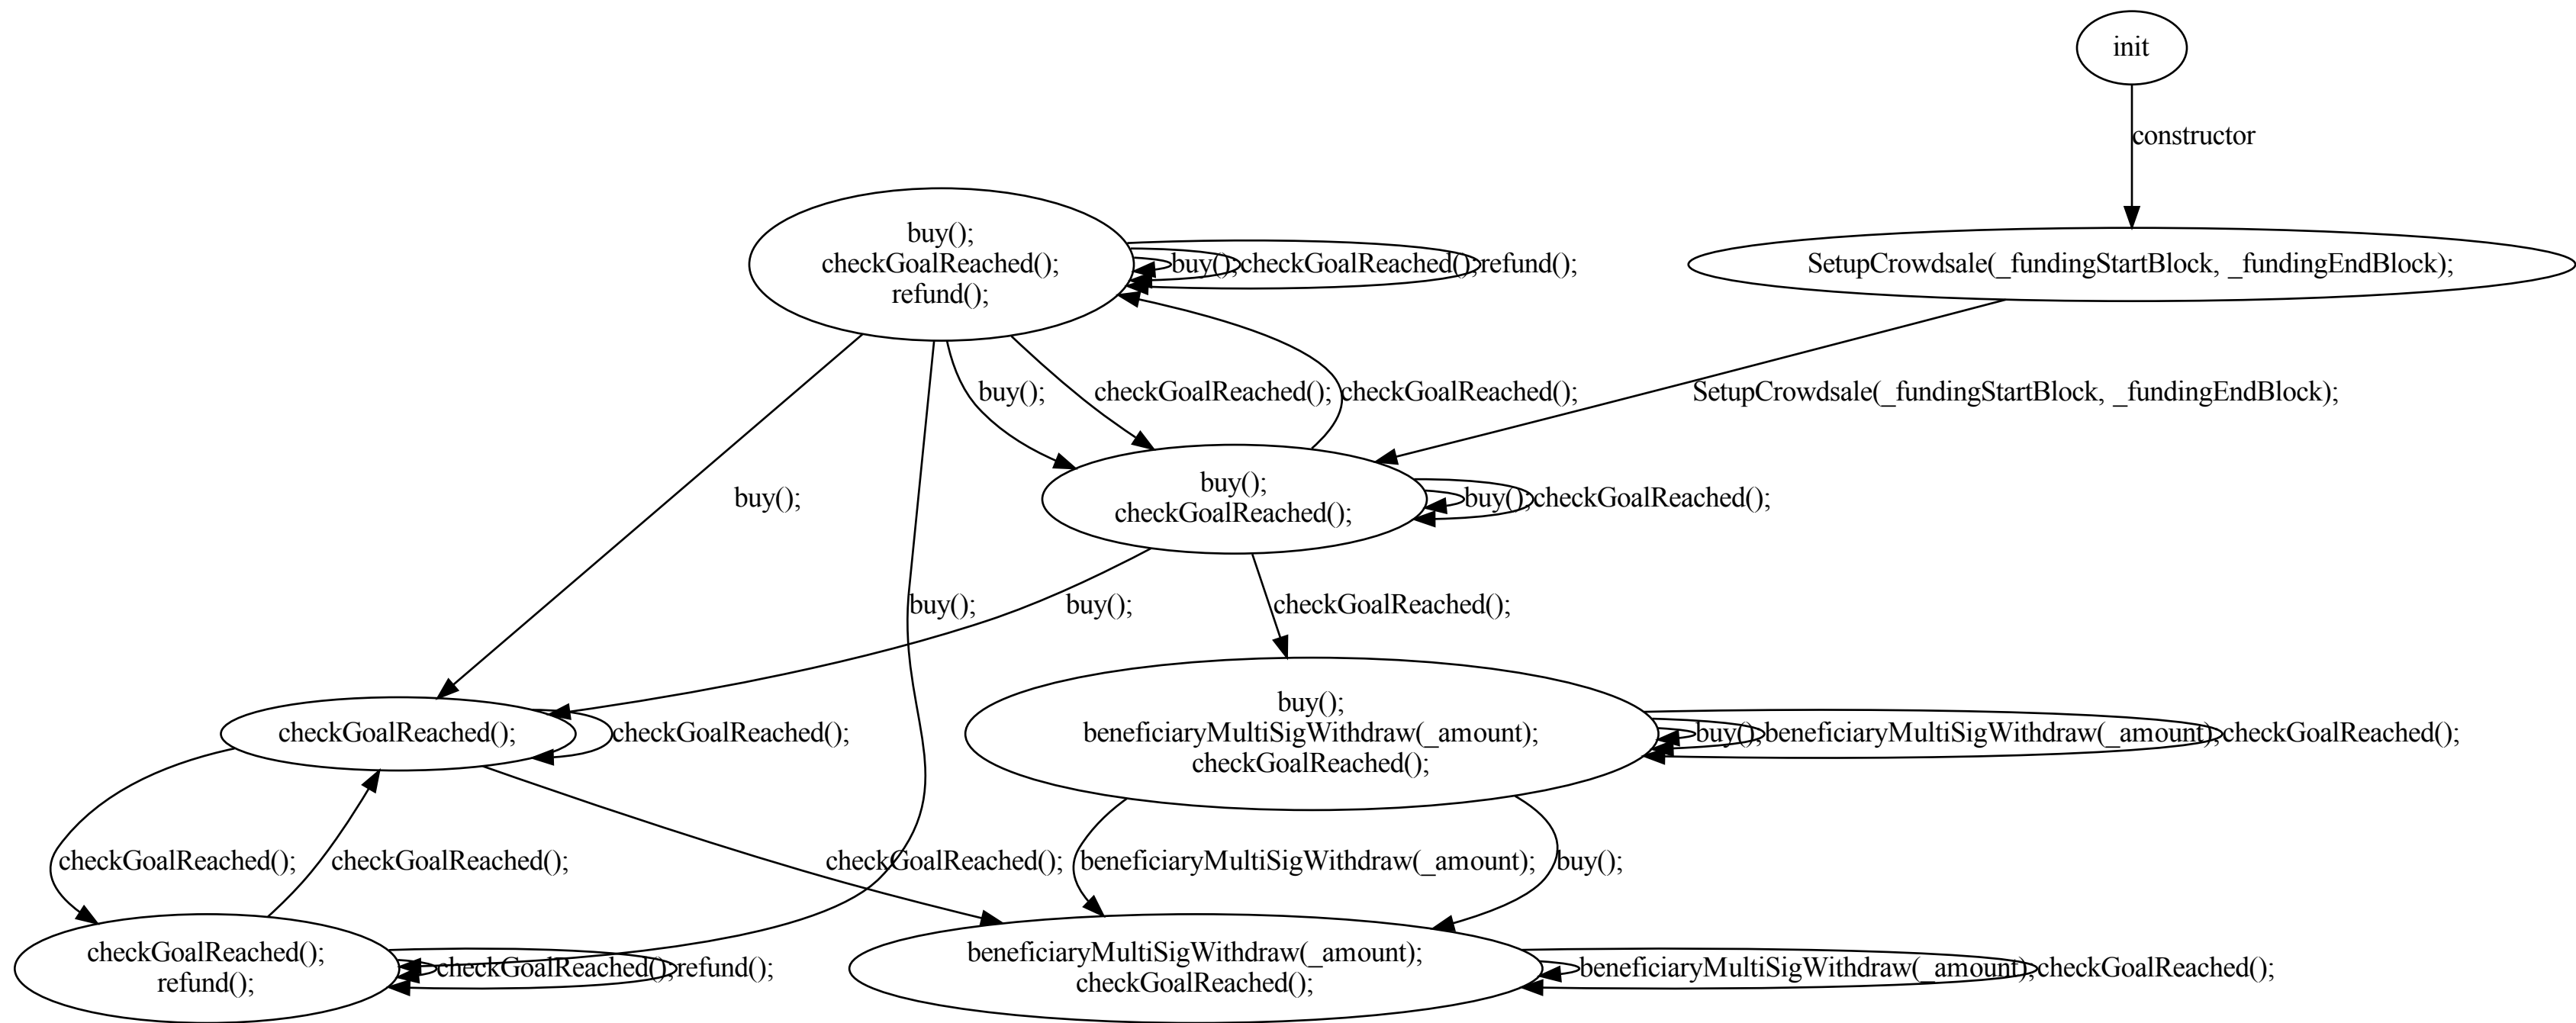 init
constructor
buy();
checkGoalReached();
refund();
buy();
checkGoalReached();
refund();
SetupCrowdsale(_fundingStartBlock, _fundingEndBlock);
buy();
checkGoalReached();
checkGoalReached();
SetupCrowdsale(_fundingStartBlock, _fundingEndBlock);
buy();
buy();
checkGoalReached();
buy();
checkGoalReached();
buy();
buy();
checkGoalReached();
checkGoalReached();
checkGoalReached();
buy();
beneficiaryMultiSigWithdraw(_amount);
checkGoalReached();
buy();
beneficiaryMultiSigWithdraw(_amount);
checkGoalReached();
checkGoalReached();
checkGoalReached();
checkGoalReached();
beneficiaryMultiSigWithdraw(_amount);
buy();
checkGoalReached();
refund();
checkGoalReached();
refund();
beneficiaryMultiSigWithdraw(_amount);
checkGoalReached();
beneficiaryMultiSigWithdraw(_amount);
checkGoalReached();